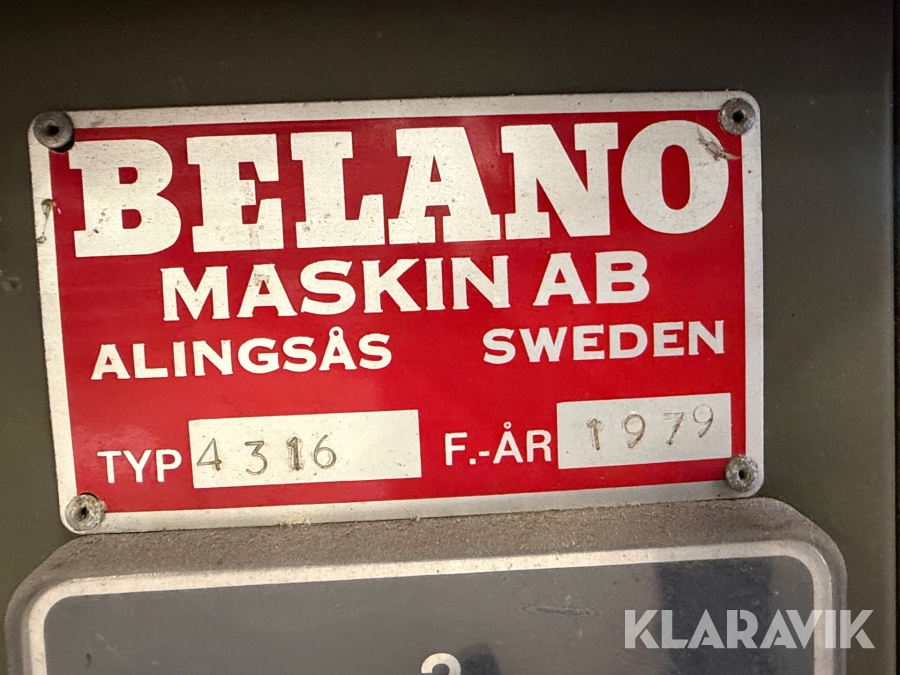 BELANO
MASKIN AB
ALINGSÅS SWEDEN
TYP 4316 F.-ÅR 1979
KLARAVIK